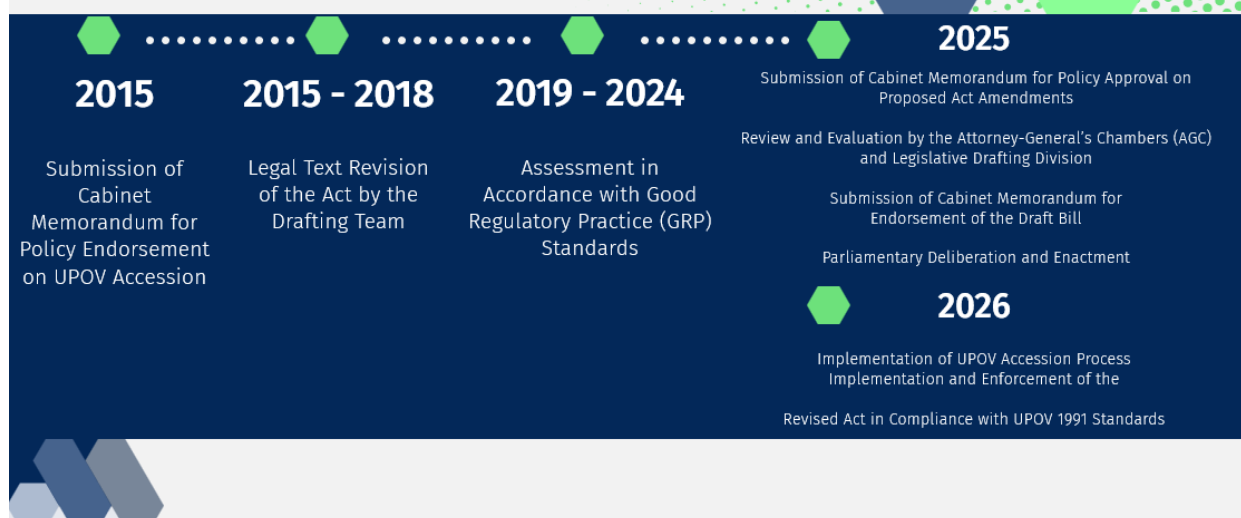 2015
Submission of
Cabinet
Memorandum for
Policy Endorsement
on UPOV Accession
2015 - 2018
Legal Text Revision
of the Act by the
Drafting Team
2019 - 2024
Assessment in
Accordance with Good
Regulatory Practice (GRP)
Standards
2025
Submission of Cabinet Memorandum for Policy Approval on
Proposed Act Amendments
Review and Evaluation by the Attorney-General’s Chambers (AGC)
and Legislative Drafting Division
Submission of Cabinet Memorandum for
Endorsement of the Draft Bill
Parliamentary Deliberation and Enactment
2026
Implementation of UPOV Accession Process
Implementation and Enforcement of the
Revised Act in Compliance with UPOV 1991 Standards